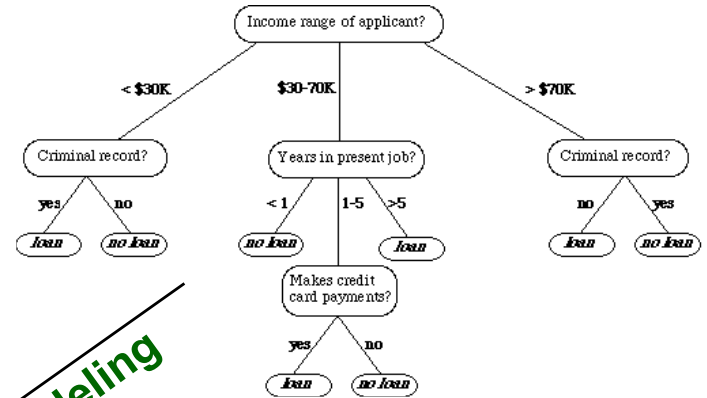 Income range of applicant?
< $30K
$30-70K
> $70K
Criminal record?
Years in present job?
Criminal record?
yes
no
< 1
1-5
>5
no
yes
loan
no loan
no loan
loan
loan
no loan
Makes credit
card payments?
yes
no
loan
no loan
deling